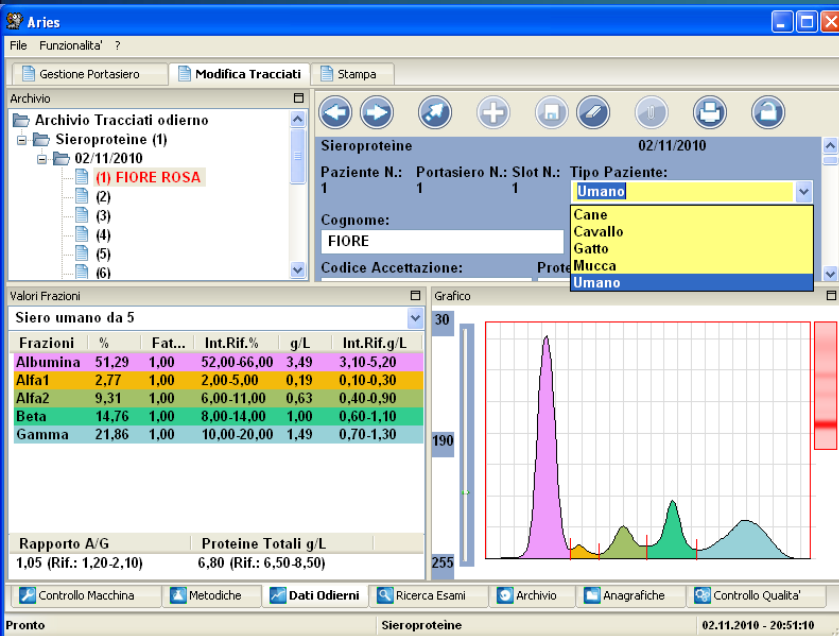 Aries
File Funzionalita' ?
Gestione Portasiero Modifica Tracciati Stampa
Archivio
Archivio Tracciati odierno
Sieroproteine (1)
02/11/2010
(1) FIORE ROSA
(2)
(3)
(4)
(5)
(6)
Sieroproteine 02/11/2010
Paziente N.: Portasiero N.: Slot N.: Tipo Paziente:
1 1 1 Umano
Cognome:
FIORE
Codice Accettazione: Prote
Cane
Cavallo
Gatto
Mucca
Umano
Valori Frazioni
Siero umano da 5
Frazioni % Fat... Int.Rif.% g/L Int.Rif.g/L
Albumina 51,29 1,00 52,00-66,00 3,49 3,10-5,20
Alfa1 2,77 1,00 2,00-5,00 0,19 0,10-0,30
Alfa2 9,31 1,00 6,00-11,00 0,63 0,40-0,90
Beta 14,76 1,00 8,00-14,00 1,00 0,60-1,10
Gamma 21,86 1,00 10,00-20,00 1,49 0,70-1,30
Rapporto A/G Proteine Totali g/L
1,05 (Rif.: 1,20-2,10) 6,80 (Rif.: 6,50-8,50)
Grafico
30
190
255
Controllo Macchina Metodiche Dati Odierni Ricerca Esami Archivio Anagrafiche Controllo Qualita'
Pronto Sieroproteine 02.11.2010 - 20:51:10